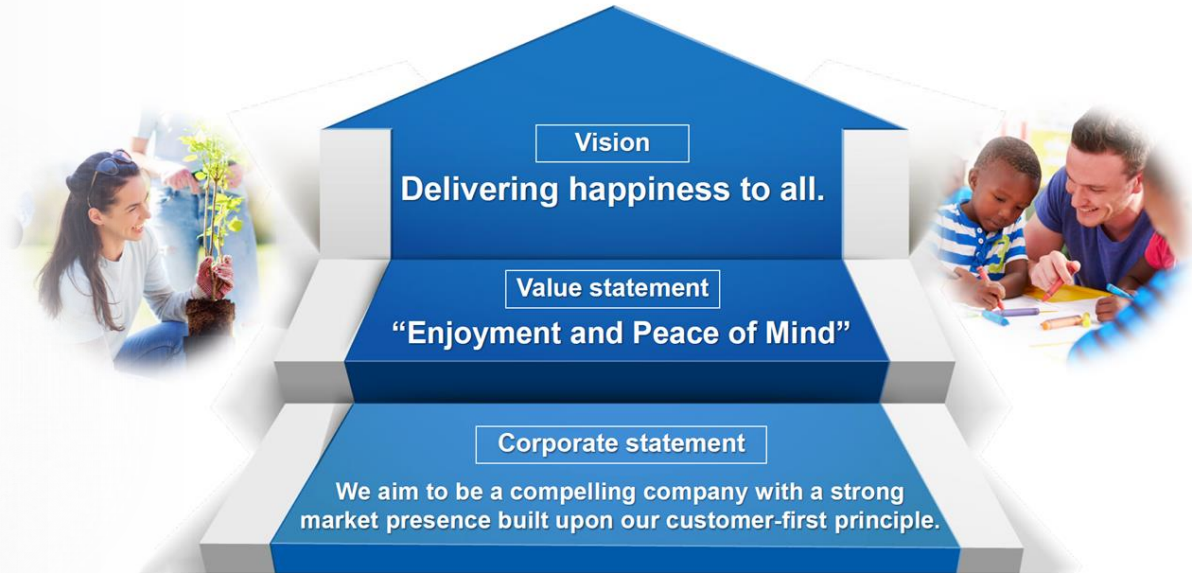 Vision
Delivering happiness to all.
Value statement
“Enjoyment and Peace of Mind”
Corporate statement
We aim to be a compelling company with a strong
market presence built upon our customer-first principle.